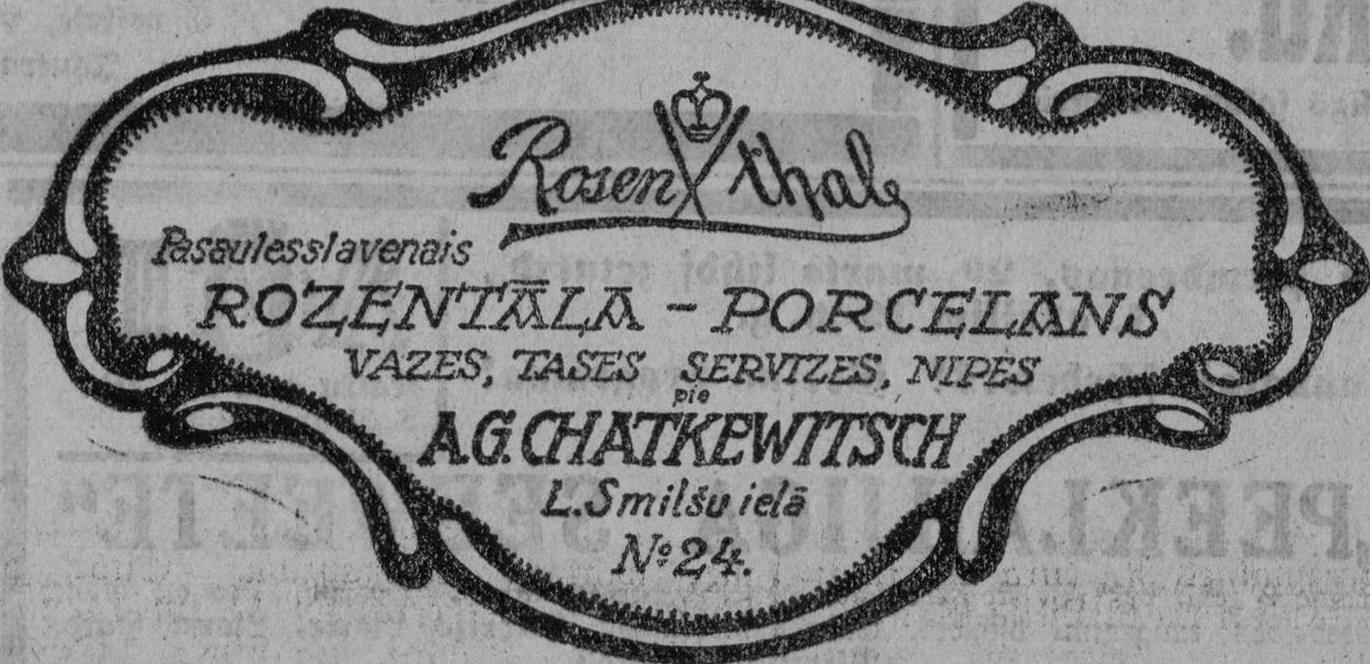 Rosenthal
Pasaulesslavenais
ROZENTĀLA - PORCELANS
VAZES, TASES SERVIZES, NIPES
pie
A.G. CHATKEWITSCH
L. Smilšu ielā
№ 24.